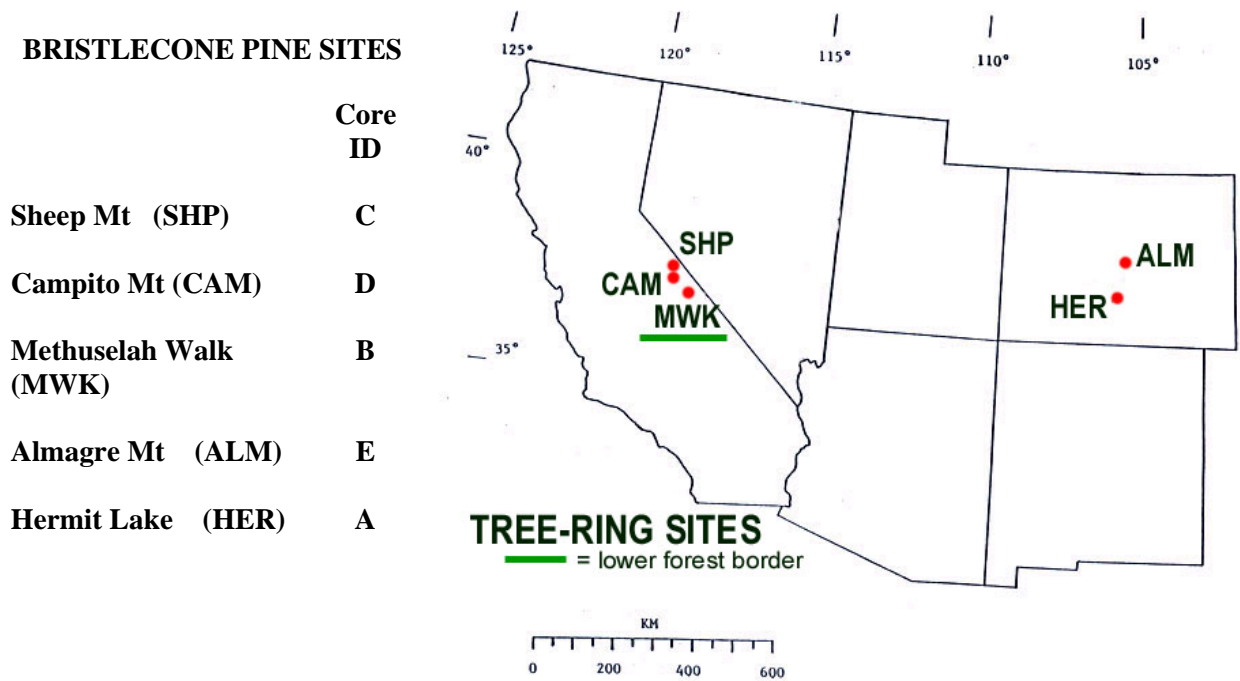 BRISTLECONE PINE SITES
Core
ID
Sheep Mt (SHP) C
Campito Mt (CAM) D
Methuselah Walk B
(MWK)
Almagre Mt (ALM) E
Hermit Lake (HER) A
125° 120° 115° 110° 105°
40°
35°
SHP
CAM
MWK
ALM
HER
TREE-RING SITES
= lower forest border
KM
0 200 400 600